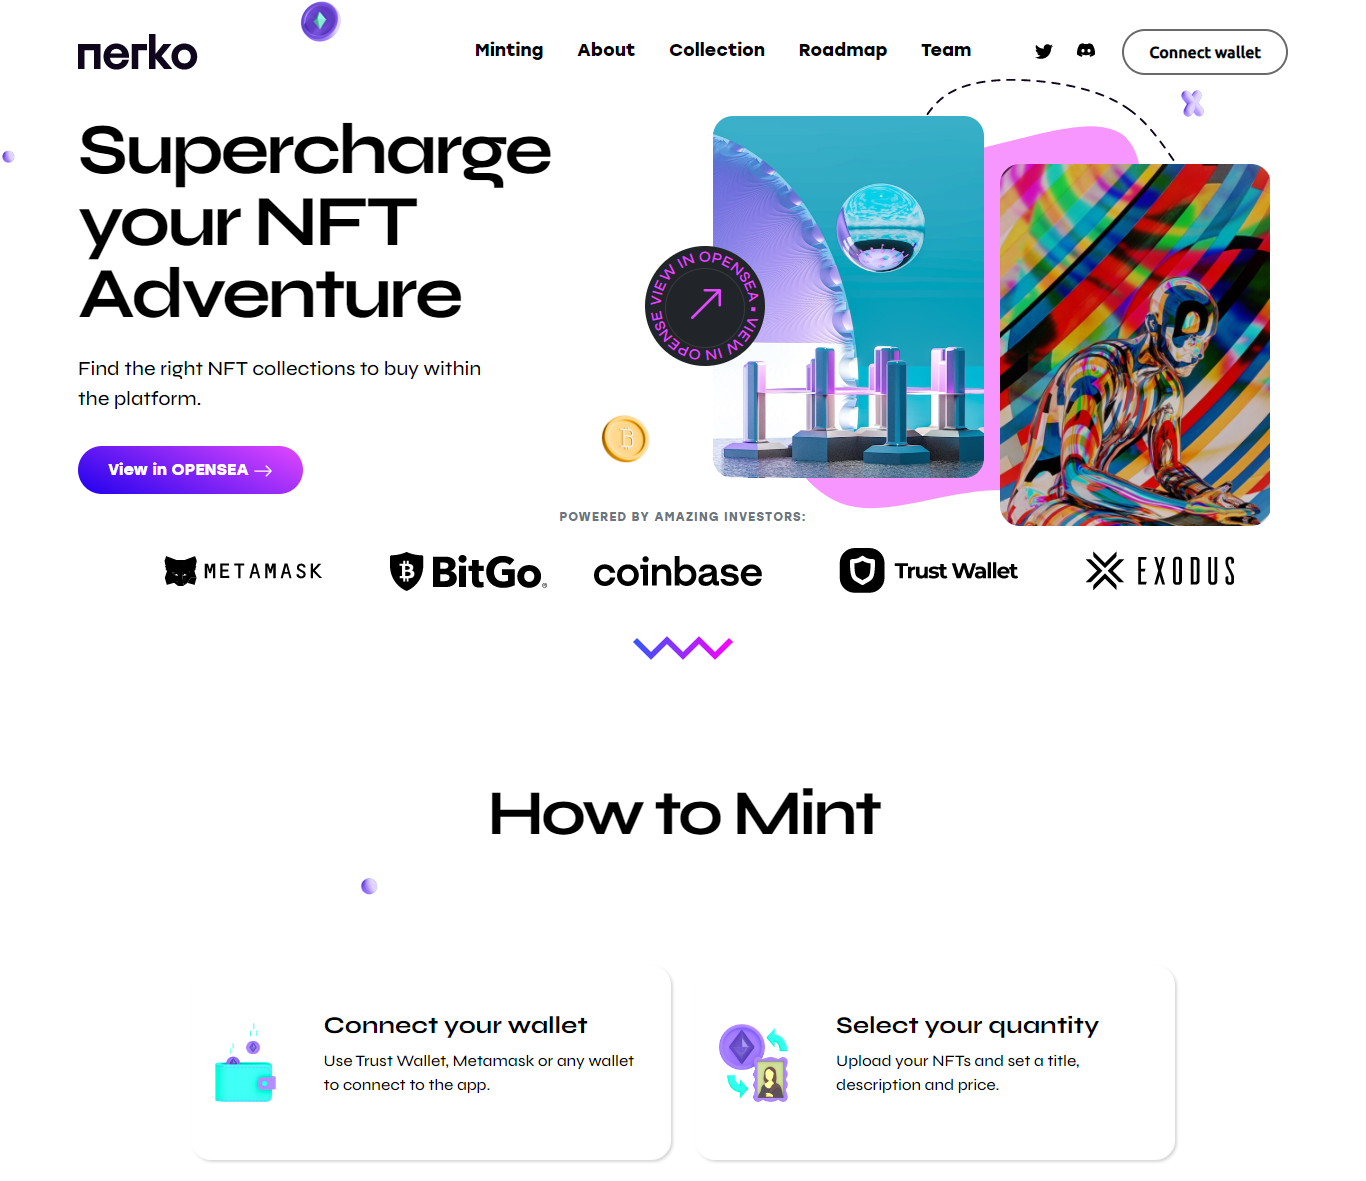 nerko
Minting About Collection Roadmap Team Connect wallet
Supercharge
your NFT
Adventure
Find the right NFT collections to buy within
the platform.
View in OPENSEA
VIEW IN OPENSEA • VIEW IN OPENSE
POWERED BY AMAZING INVESTORS:
METAMASK BitGo® coinbase Trust Wallet EXODUS
How to Mint
Connect your wallet
Use Trust Wallet, Metamask or any wallet
to connect to the app.
Select your quantity
Upload your NFTs and set a title,
description and price.